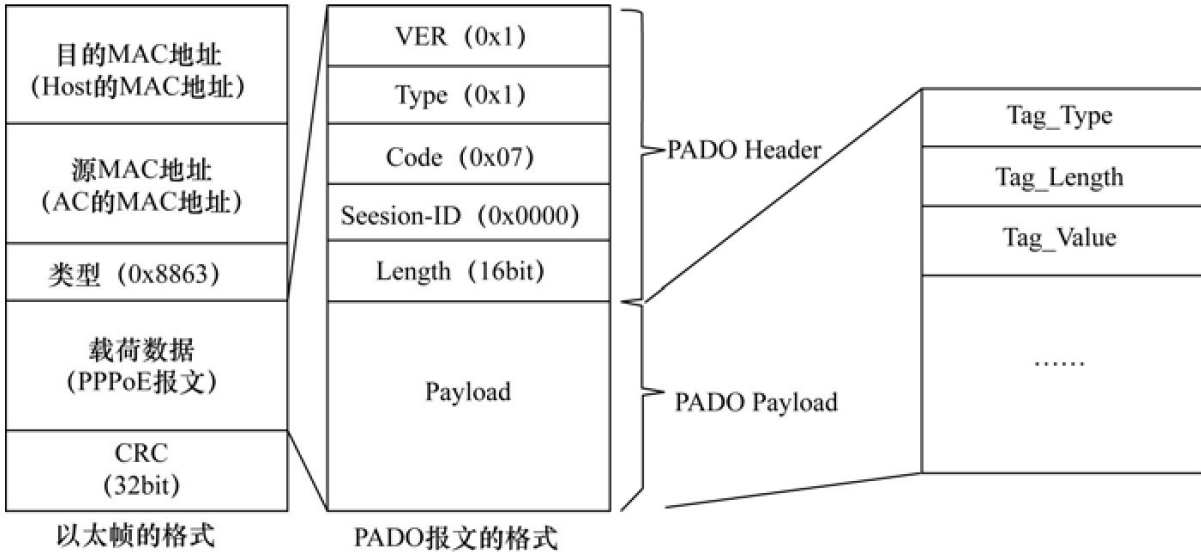 目的MAC地址
(Host的MAC地址)
源MAC地址
(AC的MAC地址)
类型（0x8863)
载荷数据
(PPPoE报文)
CRC
(32bit)
以太帧的格式
VER（0x1)
Type（0x1)
Code（0x07)
Seesion-ID（0x0000)
Length（16bit)
Payload
PADO报文的格式
PADO Header
PADO Payload
Tag_Type
Tag_Length
Tag_Value
……